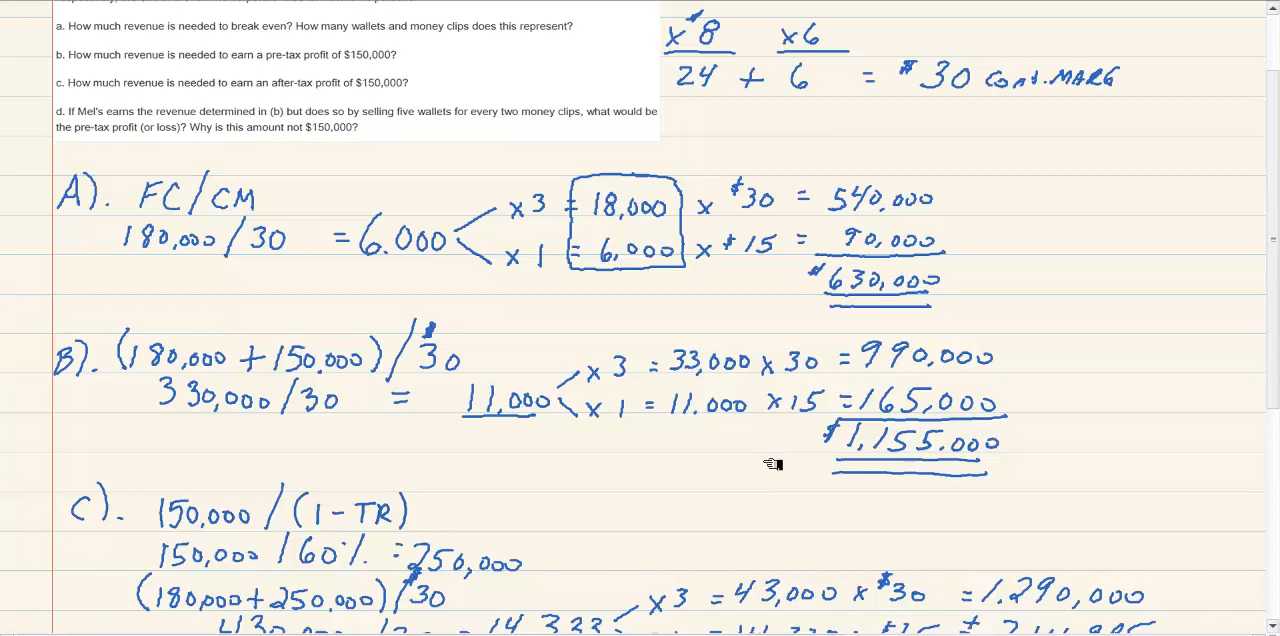 a. How much revenue is needed to break even? How many wallets and money clips does this represent?
b. How much revenue is needed to earn a pre-tax profit of $150,000?
c. How much revenue is needed to earn an after-tax profit of $150,000?
d. If Mel's earns the revenue determined in (b) but does so by selling five wallets for every two money clips, what would be
the pre-tax profit (or loss)? Why is this amount not $150,000?
x $8 x6
24 + 6 = $30 Cont. MARG
A). FC/CM
180,000/30 = 6.000
x 3 = 18,000 x $30 = 540,000
x 1 = 6,000 x $15 = 90,000
$630,000
B). (180,000 + 150.000)/$30
330,000/30 = 11,000
x 3 = 33,000 x 30 = 990,000
x 1 = 11.000 x 15 = 165,000
$1,155.000
C). 150,000/(1-TR)
150,000/60% = 250,000
(180,000+250.000)/$30
x 3 = 43,000 x $30 = 1.290,000